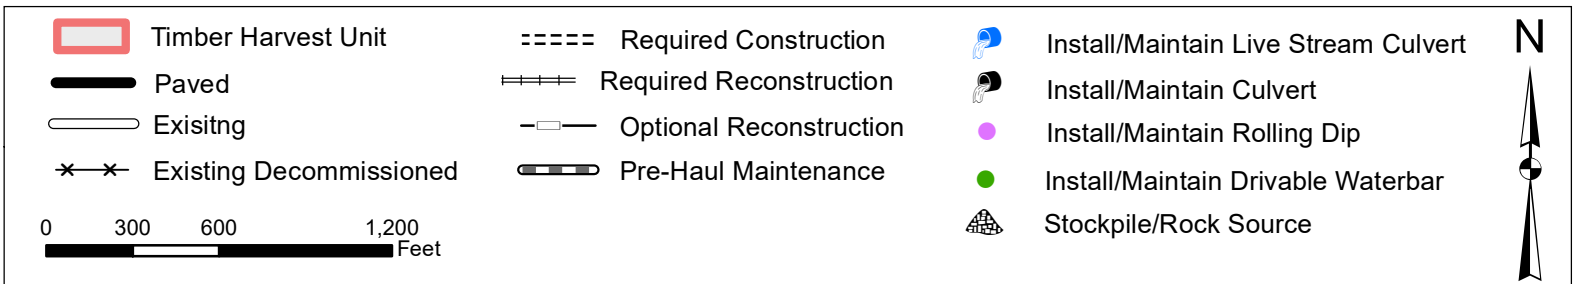 Timber Harvest Unit
Paved
Exisitng
Existing Decommissioned
0 300 600 1,200
Feet
Required Construction
Required Reconstruction
Optional Reconstruction
Pre-Haul Maintenance
Install/Maintain Live Stream Culvert
Install/Maintain Culvert
Install/Maintain Rolling Dip
Install/Maintain Drivable Waterbar
Stockpile/Rock Source
N